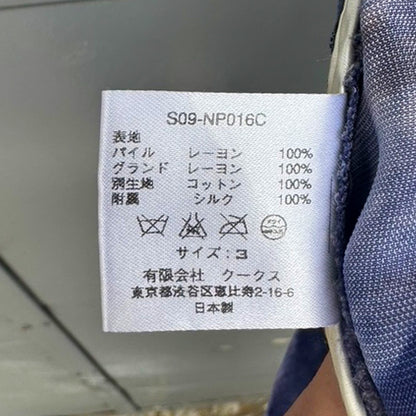 S09-NP016C
表地
パイル レーヨン 100%
グランド レーヨン 100%
別生地 コットン 100%
附属 シルク 100%
サイズ: 3
有限会社 クークス
東京都渋谷区恵比寿2-16-6
日本製